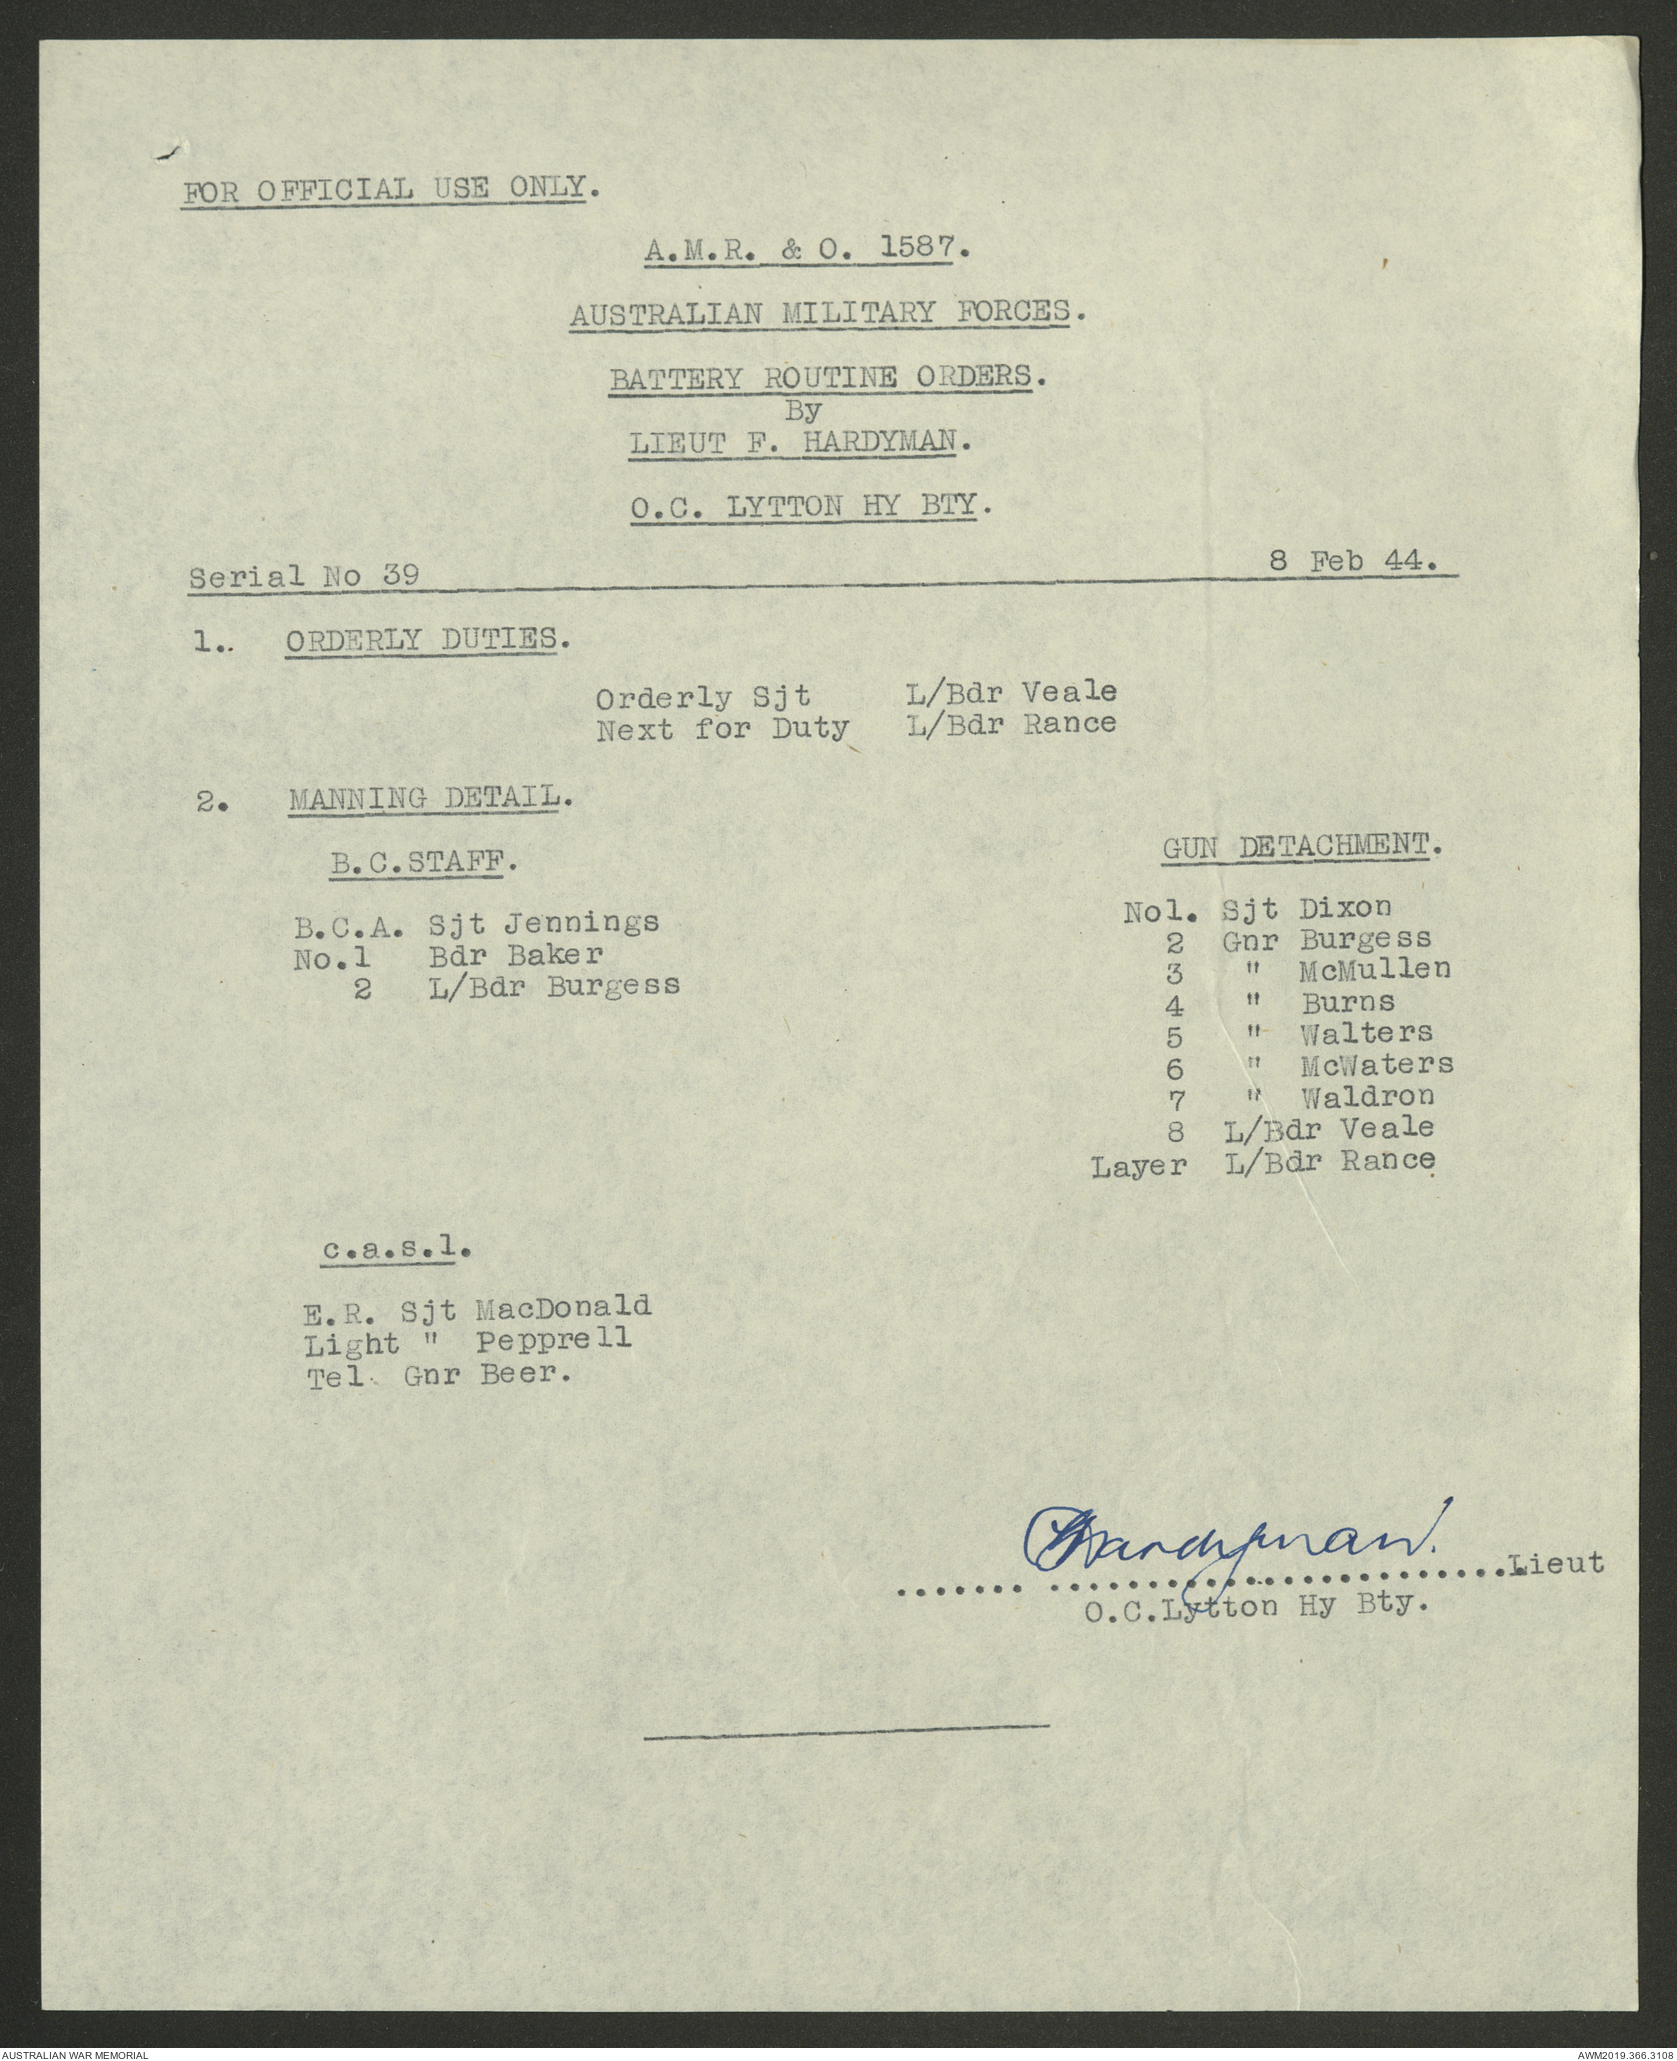 FOR OFFICIAL USE ONLY.
A.M.R. & O. 1587.
AUSTRALIAN MILITARY FORCES.
BATTERY ROUTINE ORDERS.
By
LIEUT F. HARDYMAN.
O.C. LYTTON HY BTY.
Serial No 39 8 Feb 44.
1.. ORDERLY DUTIES.
Orderly Sjt L/Bdr Veale
Next for Duty L/Bdr Rance
2. MANNING DETAIL.
B.C.STAFF.
B.C.A. Sjt Jennings
No.1 Bdr Baker
2 L/Bdr Burgess
GUN DETACHMENT.
No1. Sjt Dixon
2 Gnr Burgess
3 " McMullen
4 " Burns
5 " Walters
6 " McWaters
7 " Waldron
8 L/Bdr Veale
Layer L/Bdr Rance
c.a.s.l.
E.R. Sjt MacDonald
Light " Pepprell
Tel. Gnr Beer.
FHardyman.
....... .........................Lieut
O.C.Lytton Hy Bty.
AUSTRALIAN WAR MEMORIAL AWM2019.366.3108